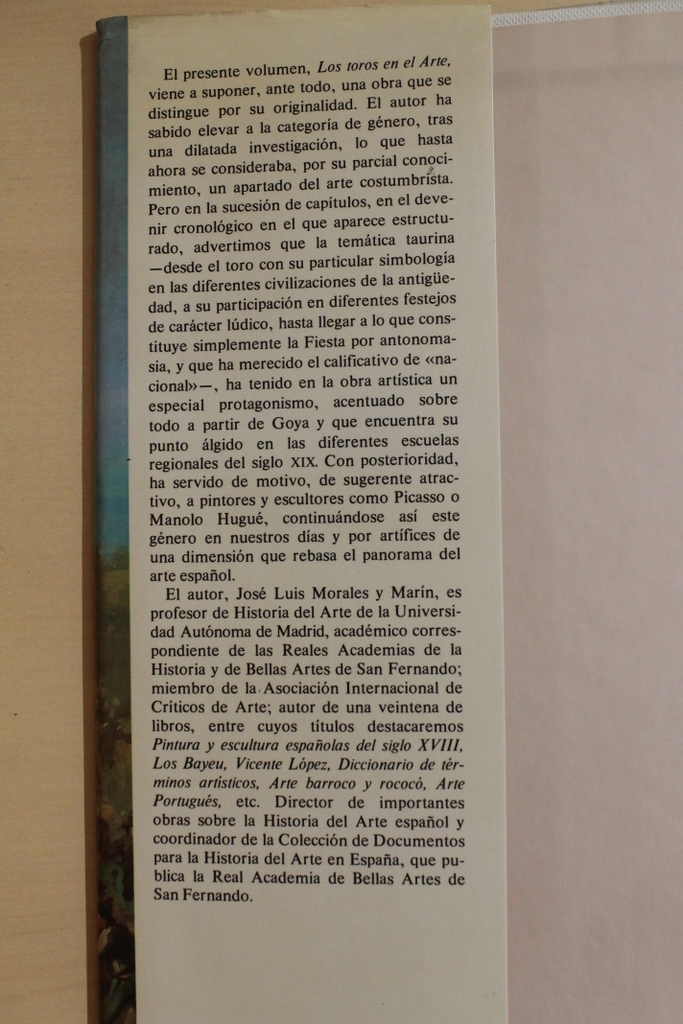 El presente volumen, Los toros en el Arte,
viene a suponer, ante todo, una obra que se
distingue por su originalidad. El autor ha
sabido elevar a la categoría de género, tras
una dilatada investigación, lo que hasta
ahora se consideraba, por su parcial conoci-
miento, un apartado del arte costumbrista.
Pero en la sucesión de capítulos, en el deve-
nir cronológico en el que aparece estructu-
rado, advertimos que la temática taurina
—desde el toro con su particular simbología
en las diferentes civilizaciones de la antigüe-
dad, a su participación en diferentes festejos
de carácter lúdico, hasta llegar a lo que cons-
tituye simplemente la Fiesta por antonoma-
sia, y que ha merecido el calificativo de «na-
cional»—, ha tenido en la obra artística un
especial protagonismo, acentuado sobre
todo a partir de Goya y que encuentra su
punto álgido en las diferentes escuelas
regionales del siglo XIX. Con posterioridad,
ha servido de motivo, de sugerente atrac-
tivo, a pintores y escultores como Picasso o
Manolo Hugué, continuándose así este
género en nuestros días y por artífices de
una dimensión que rebasa el panorama del
arte español.
El autor, José Luis Morales y Marín, es
profesor de Historia del Arte de la Universi-
dad Autónoma de Madrid, académico corres-
pondiente de las Reales Academias de la
Historia y de Bellas Artes de San Fernando;
miembro de la Asociación Internacional de
Críticos de Arte; autor de una veintena de
libros, entre cuyos títulos destacaremos
Pintura y escultura españolas del siglo XVIII,
Los Bayeu, Vicente López, Diccionario de tér-
minos artísticos, Arte barroco y rococó, Arte
Portugués, etc. Director de importantes
obras sobre la Historia del Arte español y
coordinador de la Colección de Documentos
para la Historia del Arte en España, que pu-
blica la Real Academia de Bellas Artes de
San Fernando.